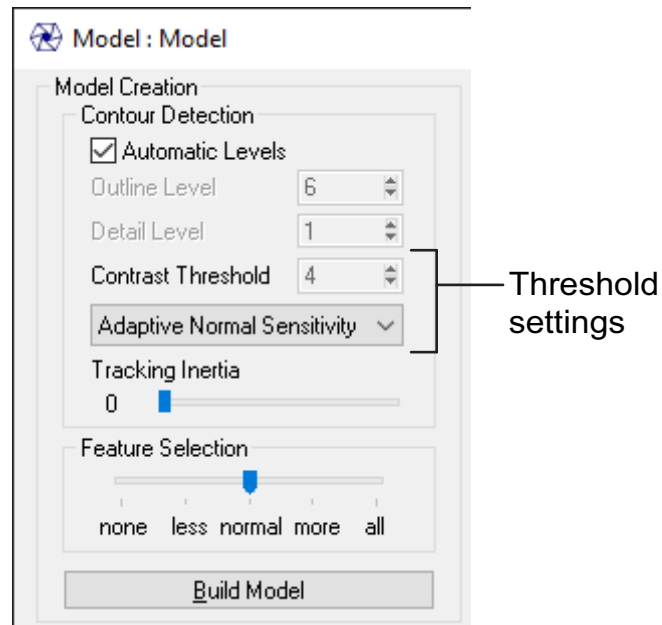 Model : Model
Model Creation
Contour Detection
Automatic Levels
Outline Level 6
Detail Level 1
Contrast Threshold 4
Adaptive Normal Sensitivity
Threshold
settings
Tracking Inertia
0
Feature Selection
none less normal more all
Build Model